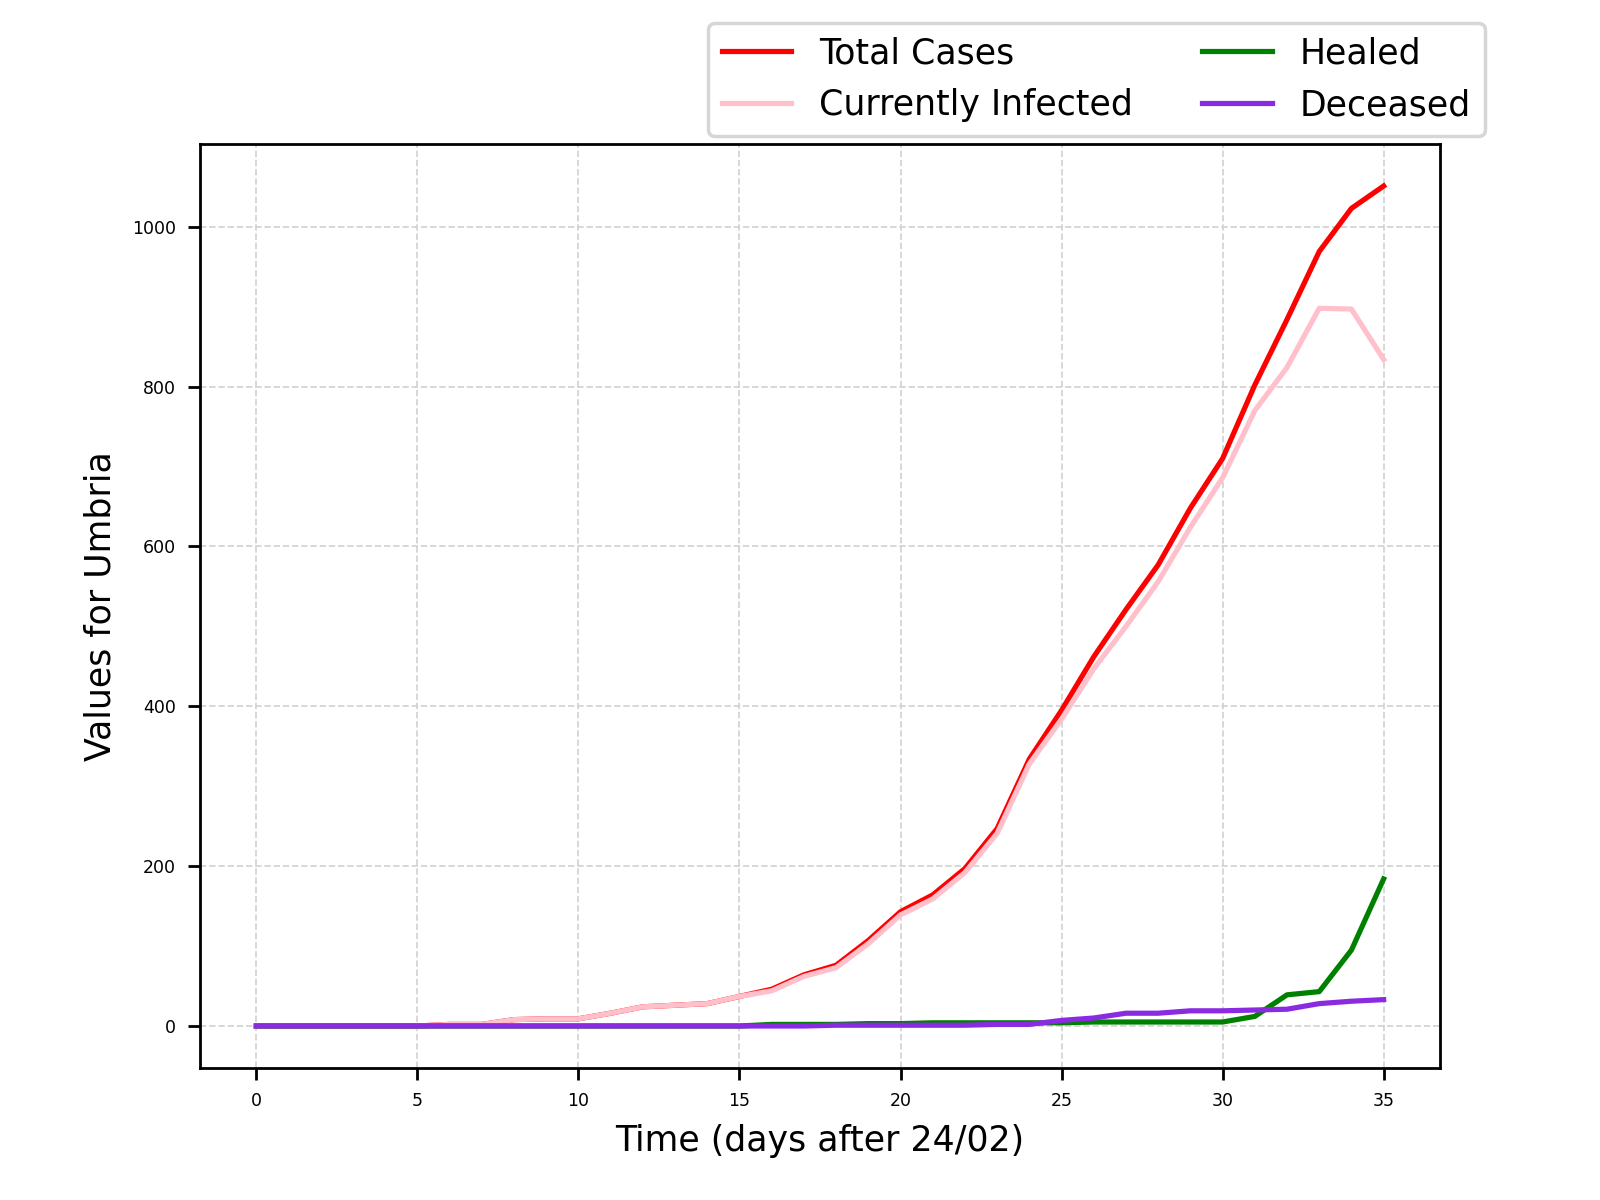 Total Cases
Currently Infected
Healed
Deceased
1000
800
600
400
200
0
Values for Umbria
0 5 10 15 20 25 30 35
Time (days after 24/02)